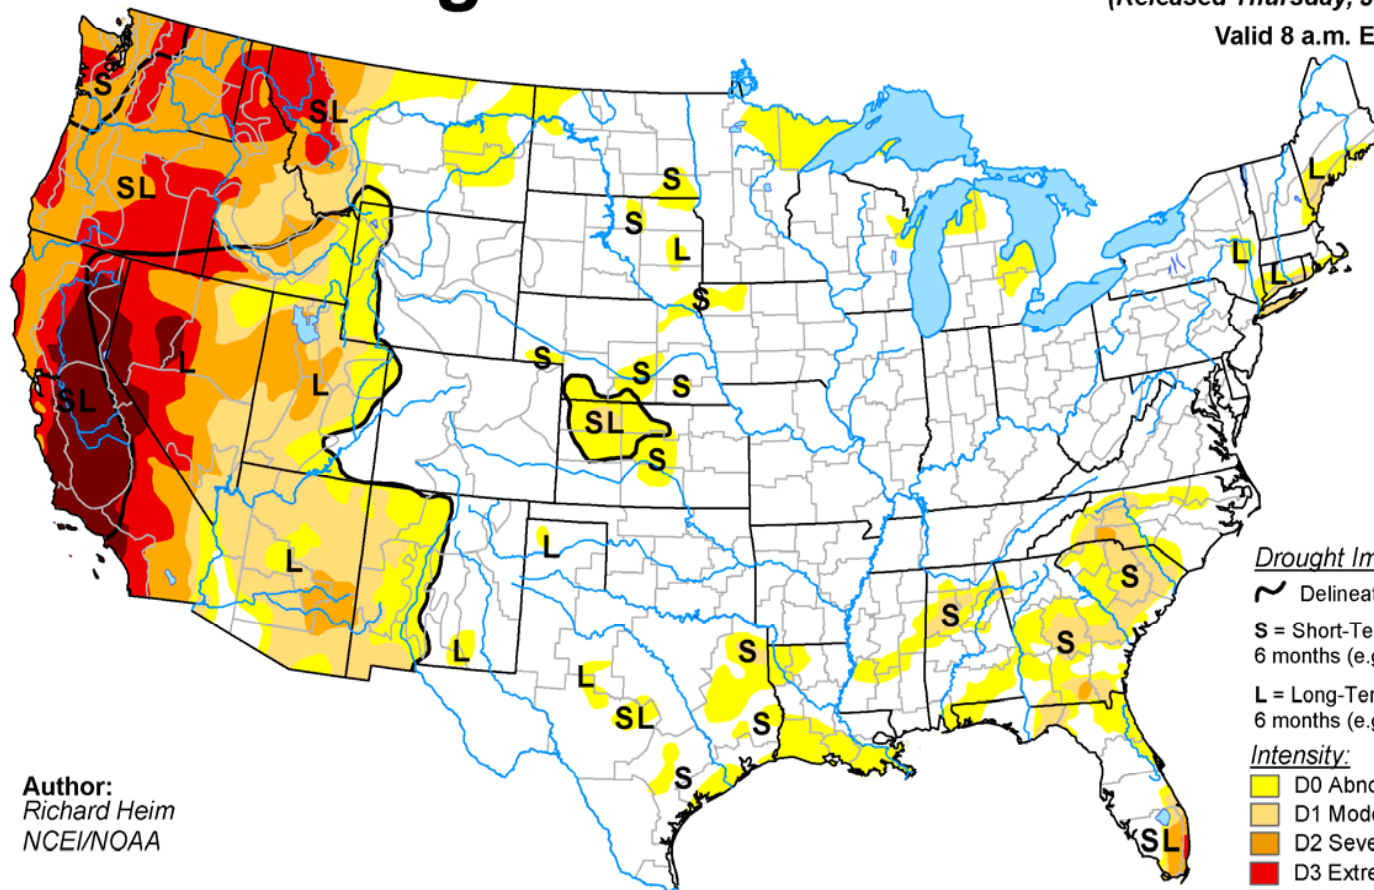 (Released Thursday, J
Valid 8 a.m. E
S
SL
SL
S
S
L
L
L
L
S
L
S
S
S
SL
L
SL
S
L
L
S
S
S
L
L
S
SL
S
S
SL
Drought Im
Delineat
S = Short-Te
6 months (e.g
L = Long-Ter
6 months (e.g
Intensity:
D0 Abno
D1 Mode
D2 Seve
D3 Extre
Author:
Richard Heim
NCEI/NOAA